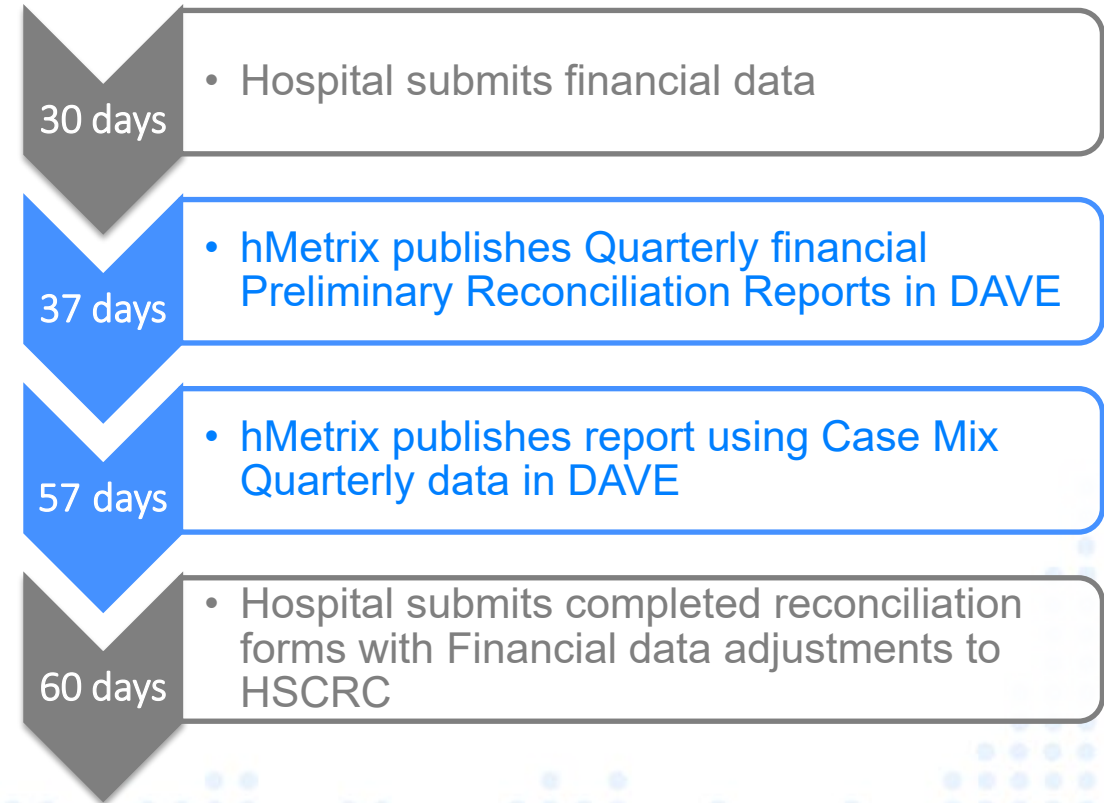 30 days
• Hospital submits financial data
37 days
• hMetrix publishes Quarterly financial
Preliminary Reconciliation Reports in DAVE
57 days
• hMetrix publishes report using Case Mix
Quarterly data in DAVE
60 days
• Hospital submits completed reconciliation
forms with Financial data adjustments to
HSCRC